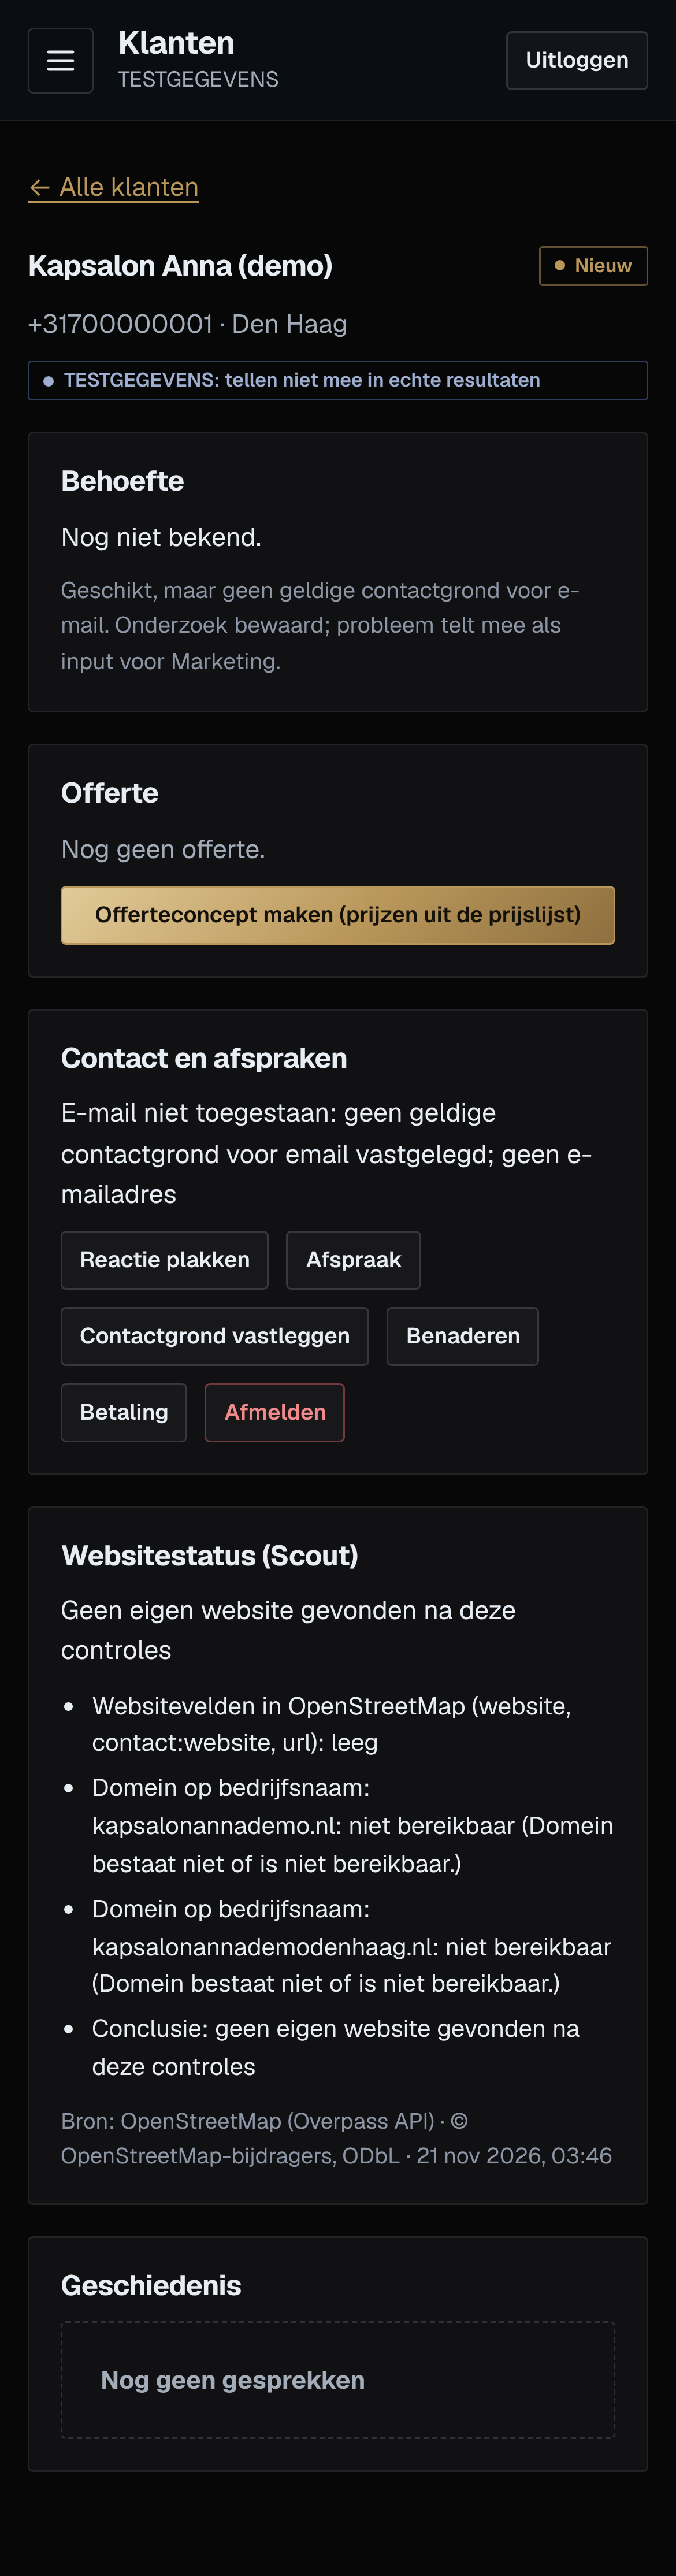 Klanten
TESTGEGEVENS
Uitloggen
← Alle klanten
Kapsalon Anna (demo)
Nieuw
+31700000001 · Den Haag
TESTGEGEVENS: tellen niet mee in echte resultaten
Behoefte
Nog niet bekend.
Geschikt, maar geen geldige contactgrond voor e-
mail. Onderzoek bewaard; probleem telt mee als
input voor Marketing.
Offerte
Nog geen offerte.
Offerteconcept maken (prijzen uit de prijslijst)
Contact en afspraken
E-mail niet toegestaan: geen geldige
contactgrond voor email vastgelegd; geen e-
mailadres
Reactie plakken
Afspraak
Contactgrond vastleggen
Benaderen
Betaling
Afmelden
Websitestatus (Scout)
Geen eigen website gevonden na deze
controles
• Websitevelden in OpenStreetMap (website,
contact:website, url): leeg
• Domein op bedrijfsnaam:
kapsalonannademo.nl: niet bereikbaar (Domein
bestaat niet of is niet bereikbaar.)
• Domein op bedrijfsnaam:
kapsalonannademodenhaag.nl: niet bereikbaar
(Domein bestaat niet of is niet bereikbaar.)
• Conclusie: geen eigen website gevonden na
deze controles
Bron: OpenStreetMap (Overpass API) · ©
OpenStreetMap-bijdragers, ODbL · 21 nov 2026, 03:46
Geschiedenis
Nog geen gesprekken